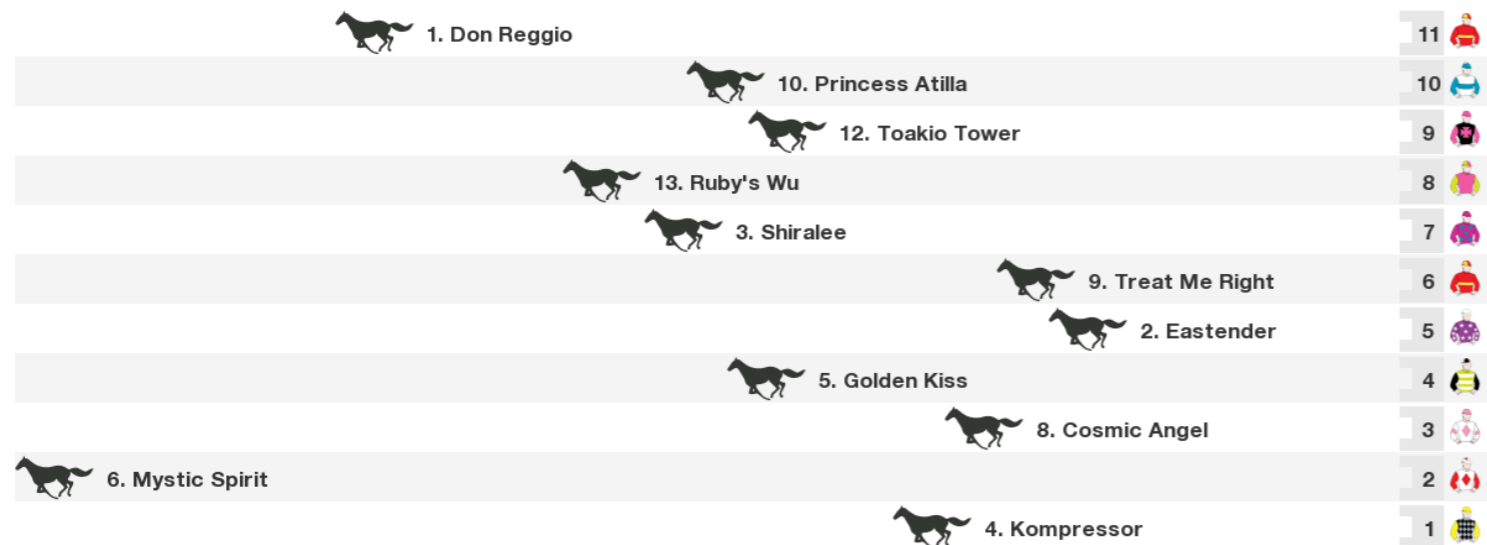 1. Don Reggio 11
10. Princess Atilla 10
12. Toakio Tower 9
13. Ruby's Wu 8
3. Shiralee 7
9. Treat Me Right 6
2. Eastender 5
5. Golden Kiss 4
8. Cosmic Angel 3
6. Mystic Spirit 2
4. Kompressor 1